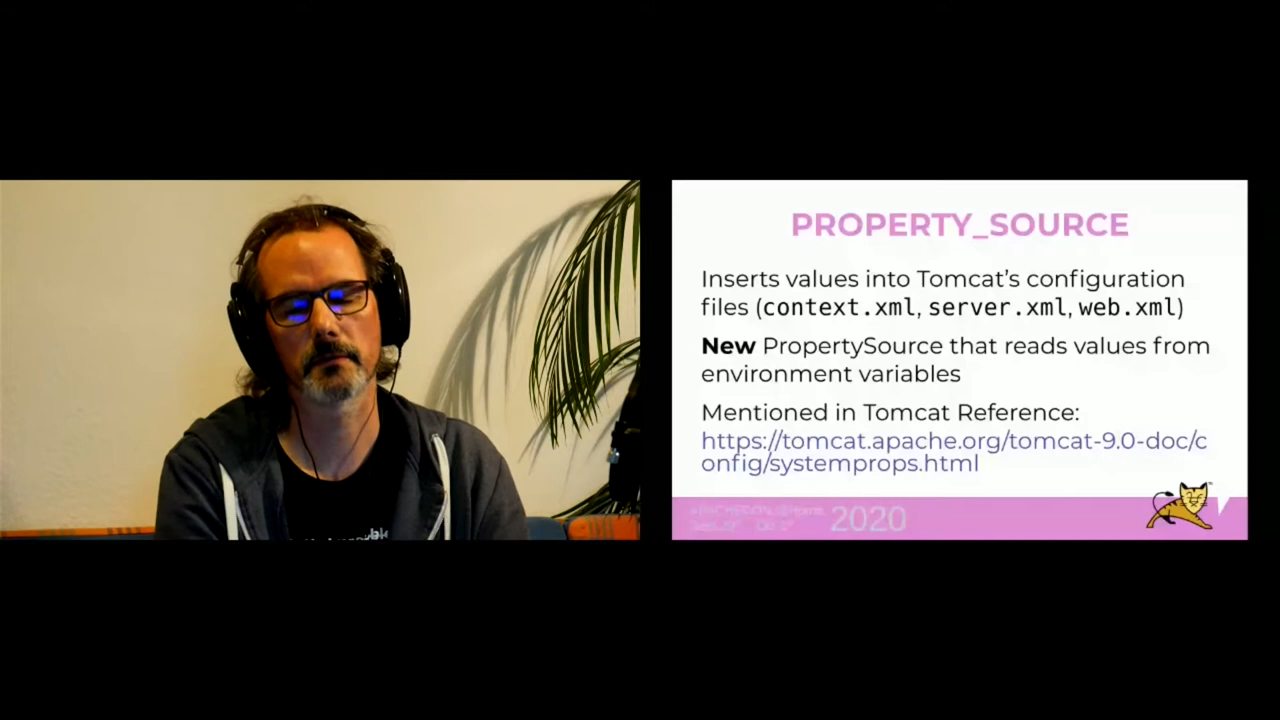 PROPERTY_SOURCE
Inserts values into Tomcat's configuration
files (context.xml, server.xml, web.xml)
New PropertySource that reads values from
environment variables
Mentioned in Tomcat Reference:
https://tomcat.apache.org/tomcat-9.0-doc/c
onfig/systemprops.html
2020